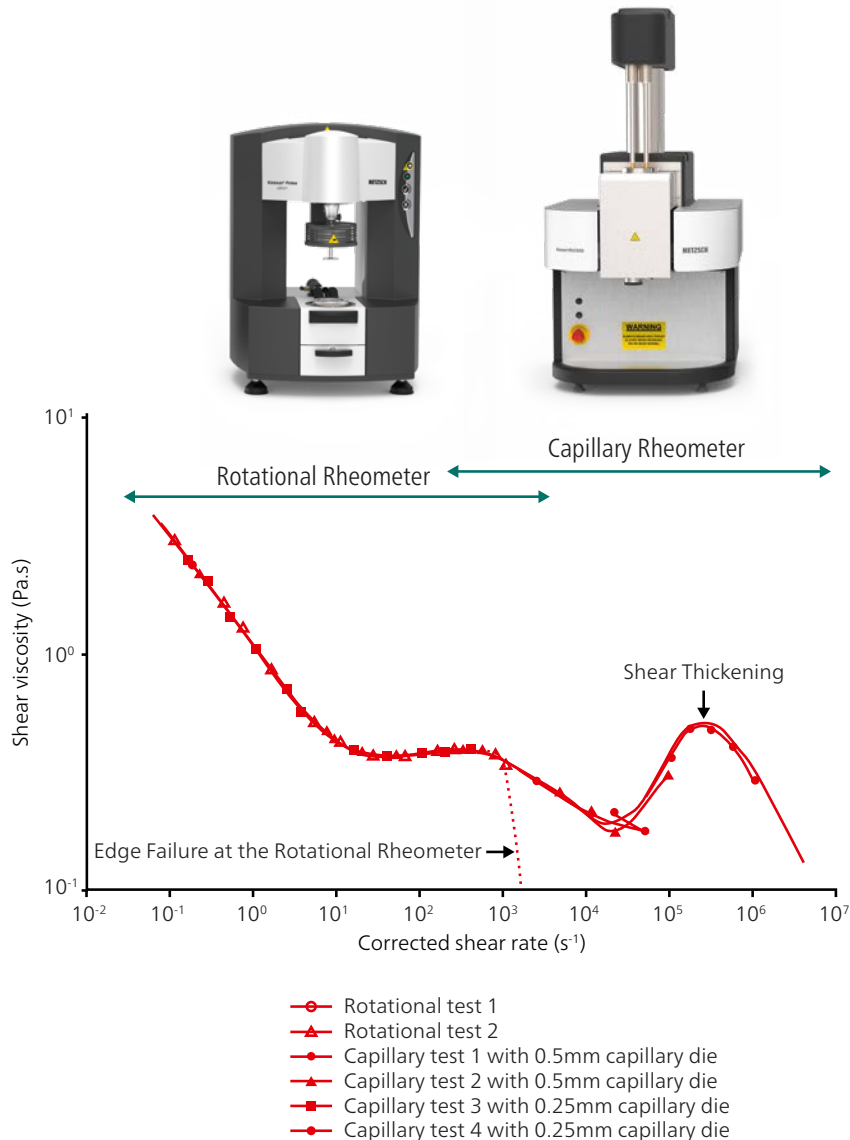 NETZSCH
NETZSCH
WARNING
Capillary Rheometer
Rotational Rheometer
10¹
10⁰
10⁻¹
Shear viscosity (Pa.s)
Shear Thickening
Edge Failure at the Rotational Rheometer
10⁻² 10⁻¹ 10⁰ 10¹ 10² 10³ 10⁴ 10⁵ 10⁶ 10⁷
Corrected shear rate (s⁻¹)
Rotational test 1
Rotational test 2
Capillary test 1 with 0.5mm capillary die
Capillary test 2 with 0.5mm capillary die
Capillary test 3 with 0.25mm capillary die
Capillary test 4 with 0.25mm capillary die